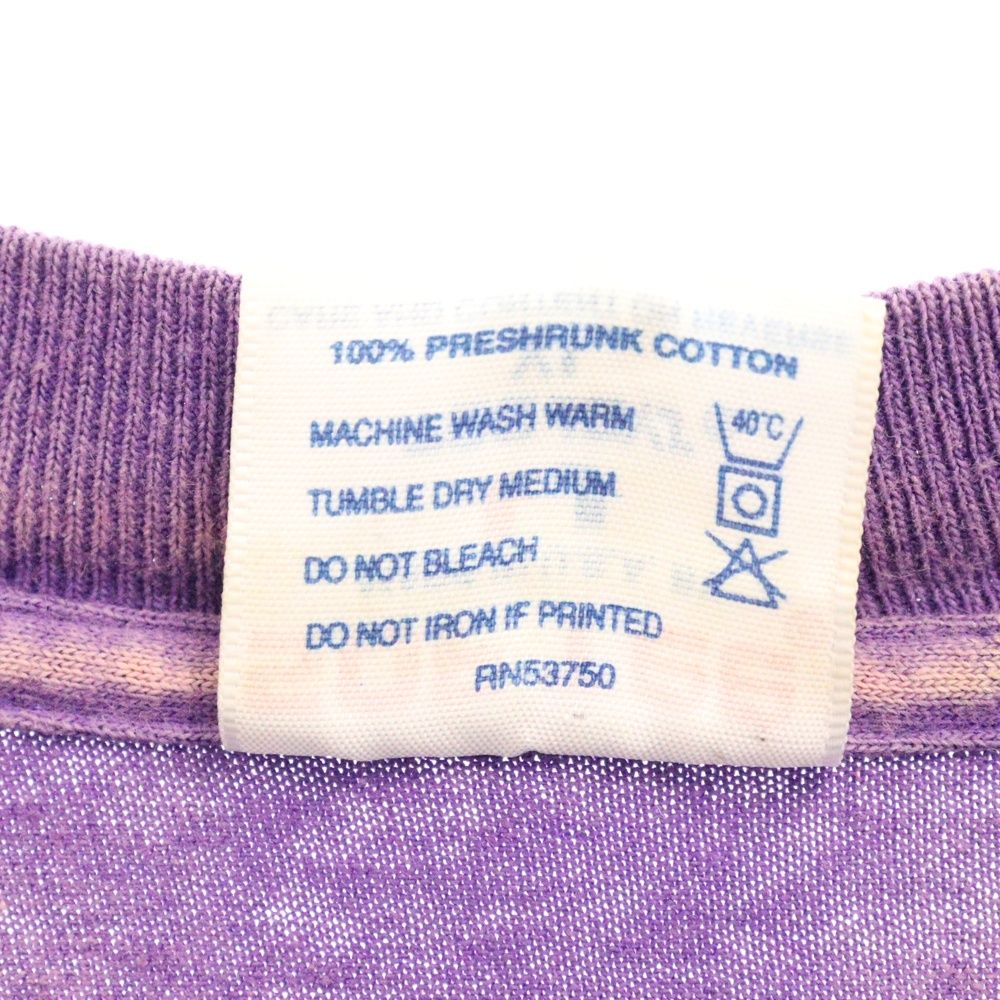 100% PRESHRUNK COTTON
MACHINE WASH WARM
40°C
TUMBLE DRY MEDIUM
DO NOT BLEACH
DO NOT IRON IF PRINTED
RN53750